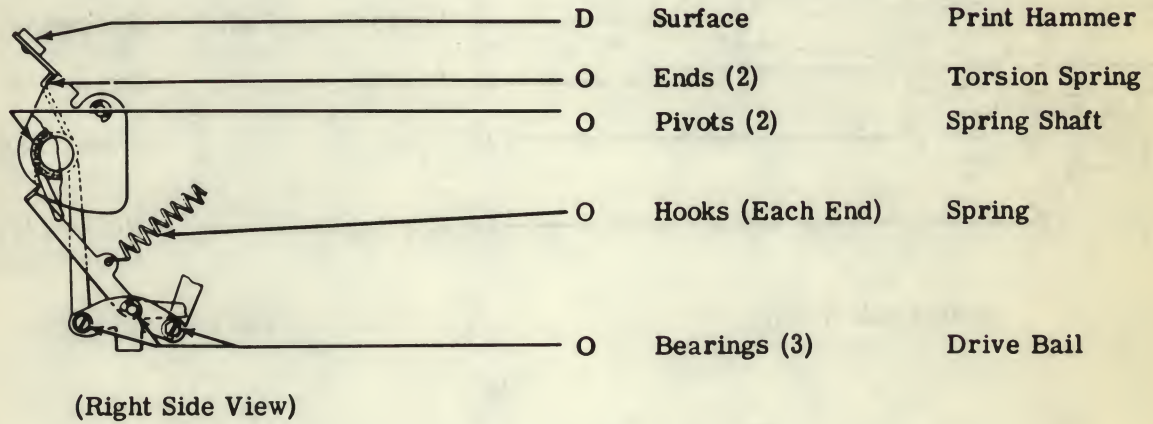 D Surface Print Hammer
O Ends (2) Torsion Spring
O Pivots (2) Spring Shaft
O Hooks (Each End) Spring
O Bearings (3) Drive Bail
(Right Side View)